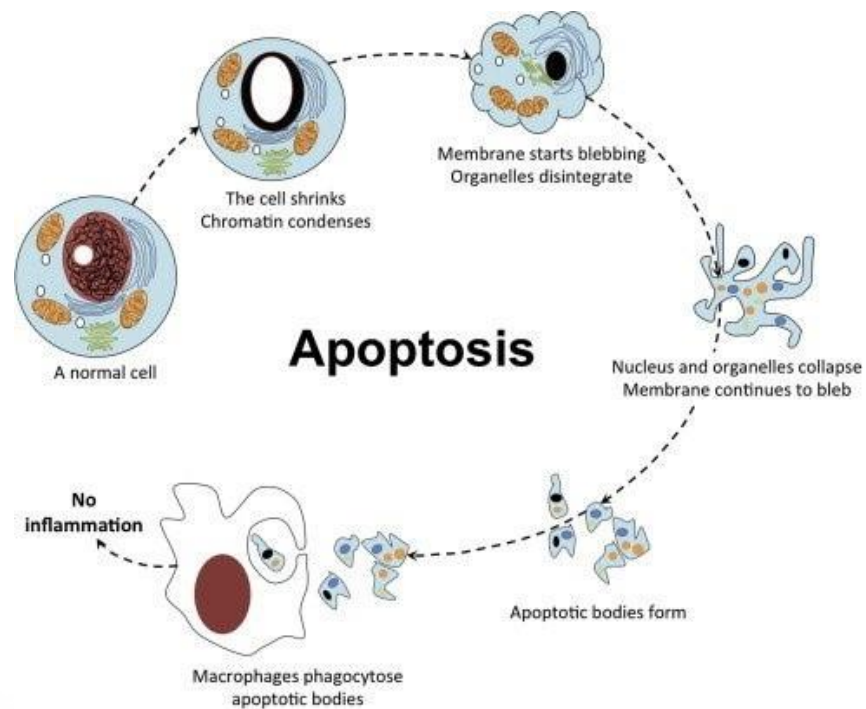 A normal cell
The cell shrinks
Chromatin condenses
Membrane starts blebbing
Organelles disintegrate
Apoptosis
Nucleus and organelles collapse
Membrane continues to bleb
Apoptotic bodies form
Macrophages phagocytose
apoptotic bodies
No
inflammation